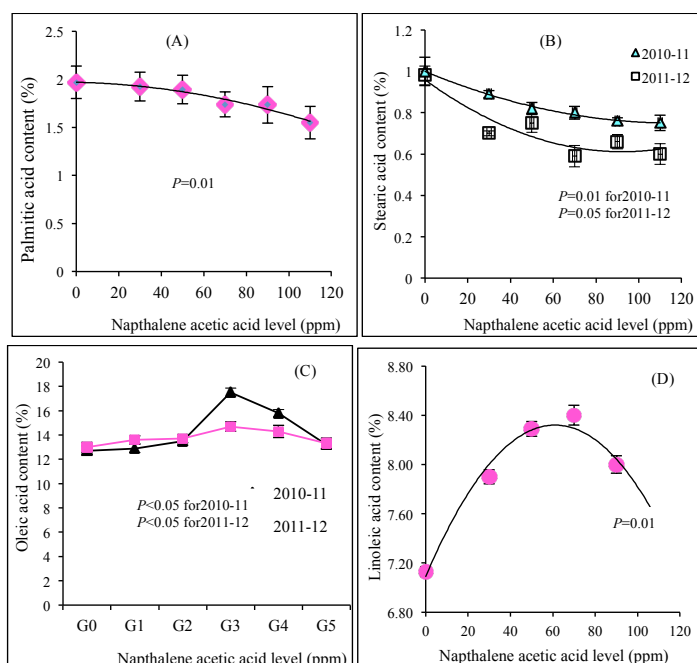 (A)
2.5
2
1.5
1
0.5
0
Palmitic acid content (%)
P=0.01
0 20 40 60 80 100 120
Napthalene acetic acid level (ppm)
(B)
1.2
1
0.8
0.6
0.4
0.2
0
Stearic acid content (%)
2010-11
2011-12
P=0.01 for2010-11
P=0.05 for2011-12
0 20 40 60 80 100 120
Napthalene acetic acid level (ppm)
(C)
20
18
16
14
12
10
8
6
4
2
0
Oleic acid content (%)
2010-11
P<0.05 for2010-11
P<0.05 for2011-12
2011-12
G0 G1 G2 G3 G4 G5
Napthalene acetic acid level (ppm)
(D)
8.80
8.40
8.00
7.60
7.20
6.80
Linoleic acid content (%)
P=0.01
0 20 40 60 80 100 120
Napthalene acetic acid level (ppm)